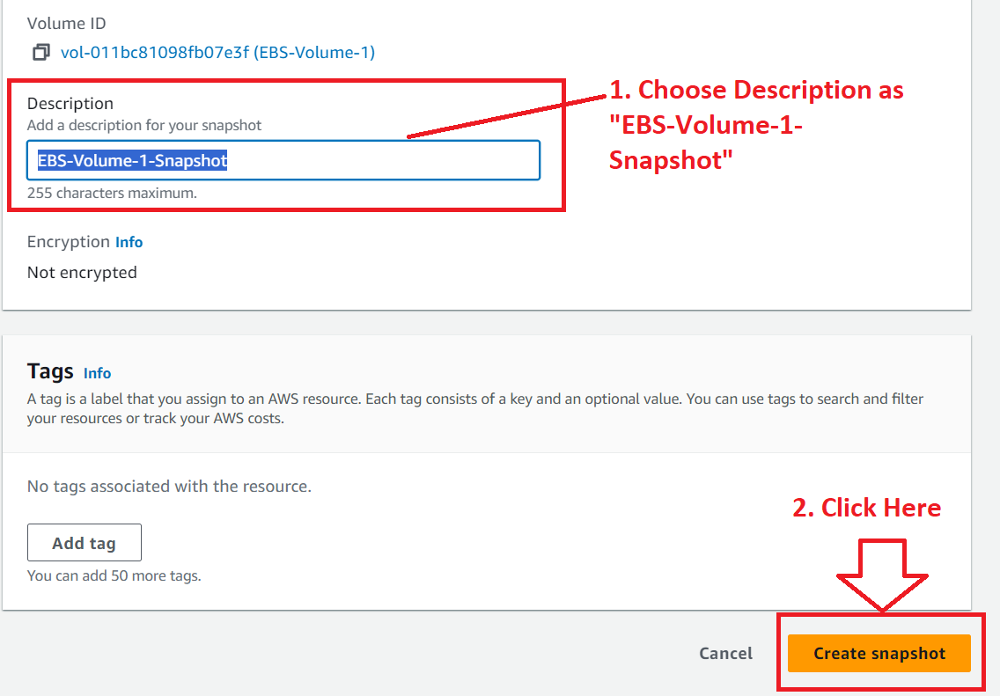 Volume ID
vol-011bc81098fb07e3f (EBS-Volume-1)
Description
Add a description for your snapshot
EBS-Volume-1-Snapshot
255 characters maximum.
1. Choose Description as
"EBS-Volume-1-
Snapshot"
Encryption Info
Not encrypted
Tags Info
A tag is a label that you assign to an AWS resource. Each tag consists of a key and an optional value. You can use tags to search and filter
your resources or track your AWS costs.
No tags associated with the resource.
Add tag
You can add 50 more tags.
2. Click Here
Cancel
Create snapshot